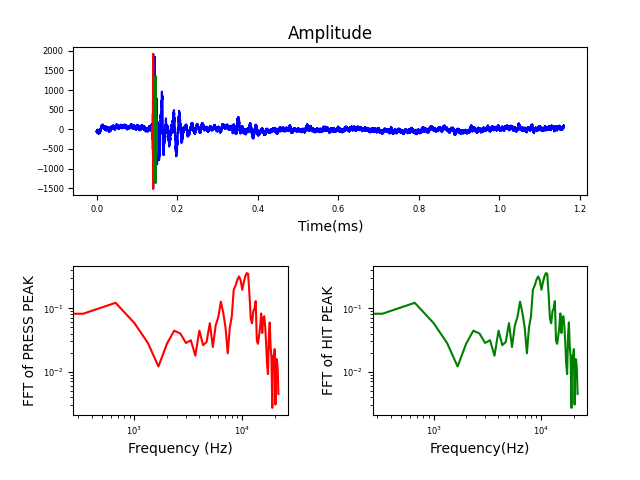 Amplitude
2000
1500
1000
500
0
−500
−1000
−1500
0.0 0.2 0.4 0.6 0.8 1.0 1.2
Time(ms)
FFT of PRESS PEAK
10⁻¹
10⁻²
10³ 10⁴
Frequency (Hz)
FFT of HIT PEAK
10⁻¹
10⁻²
10³ 10⁴
Frequency(Hz)